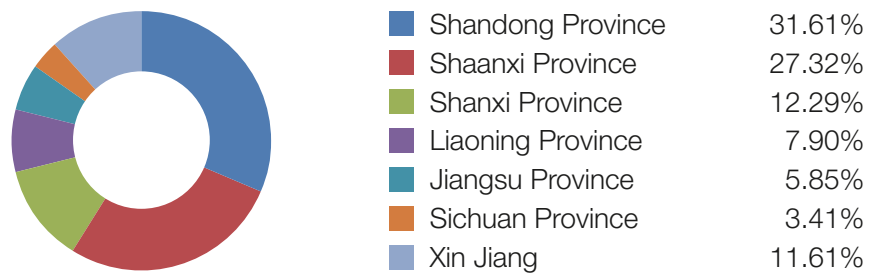 Shandong Province 31.61%
Shaanxi Province 27.32%
Shanxi Province 12.29%
Liaoning Province 7.90%
Jiangsu Province 5.85%
Sichuan Province 3.41%
Xin Jiang 11.61%